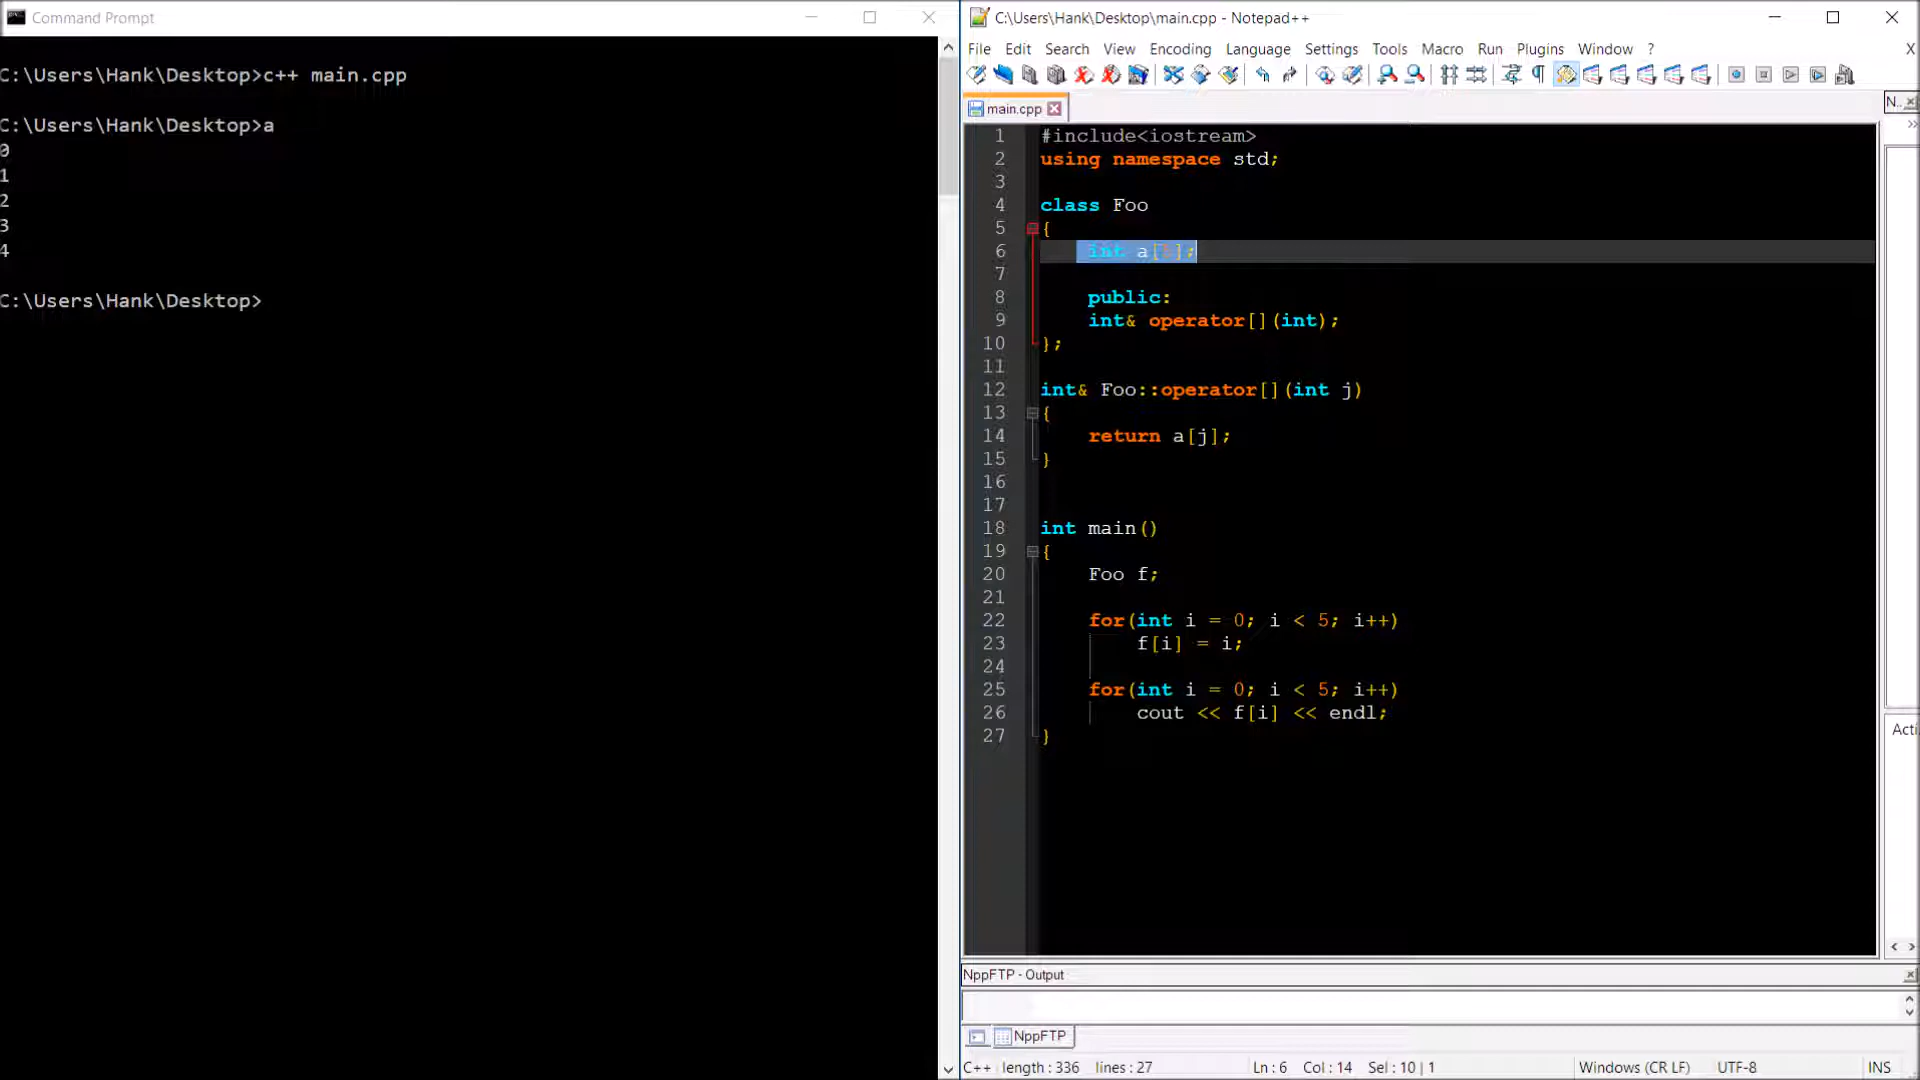 Command Prompt
C:\Users\Hank\Desktop>c++ main.cpp
C:\Users\Hank\Desktop>a
0
1
2
3
4
C:\Users\Hank\Desktop>
C:\Users\Hank\Desktop\main.cpp - Notepad++
File Edit Search View Encoding Language Settings Tools Macro Run Plugins Window ? X
main.cpp
N..
1 #include<iostream>
2 using namespace std;
3
4 class Foo
5 {
6 int a[5];
7
8 public:
9 int& operator[](int);
10 };
11
12 int& Foo::operator[](int j)
13 {
14 return a[j];
15 }
16
17
18 int main()
19 {
20 Foo f;
21
22 for(int i = 0; i < 5; i++)
23 f[i] = i;
24
25 for(int i = 0; i < 5; i++)
26 cout << f[i] << endl;
27 }
Acti
NppFTP - Output
NppFTP
C++ length : 336 lines : 27 Ln : 6 Col : 14 Sel : 10 | 1 Windows (CR LF) UTF-8 INS